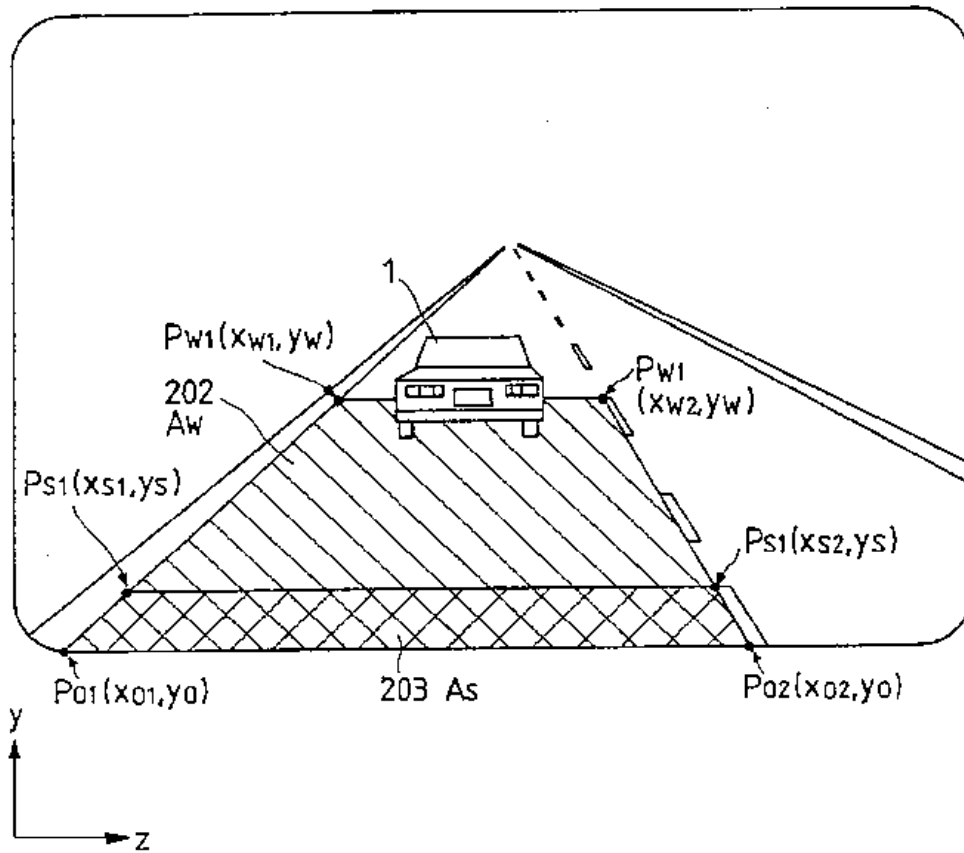 1
Pw1(xw1,yw)
Pw1
(xw2,yw)
202
Aw
Ps1(xs1,ys)
Ps1(xs2,ys)
Po1(xo1,yo)
203 As
Po2(xo2,yo)
y
z